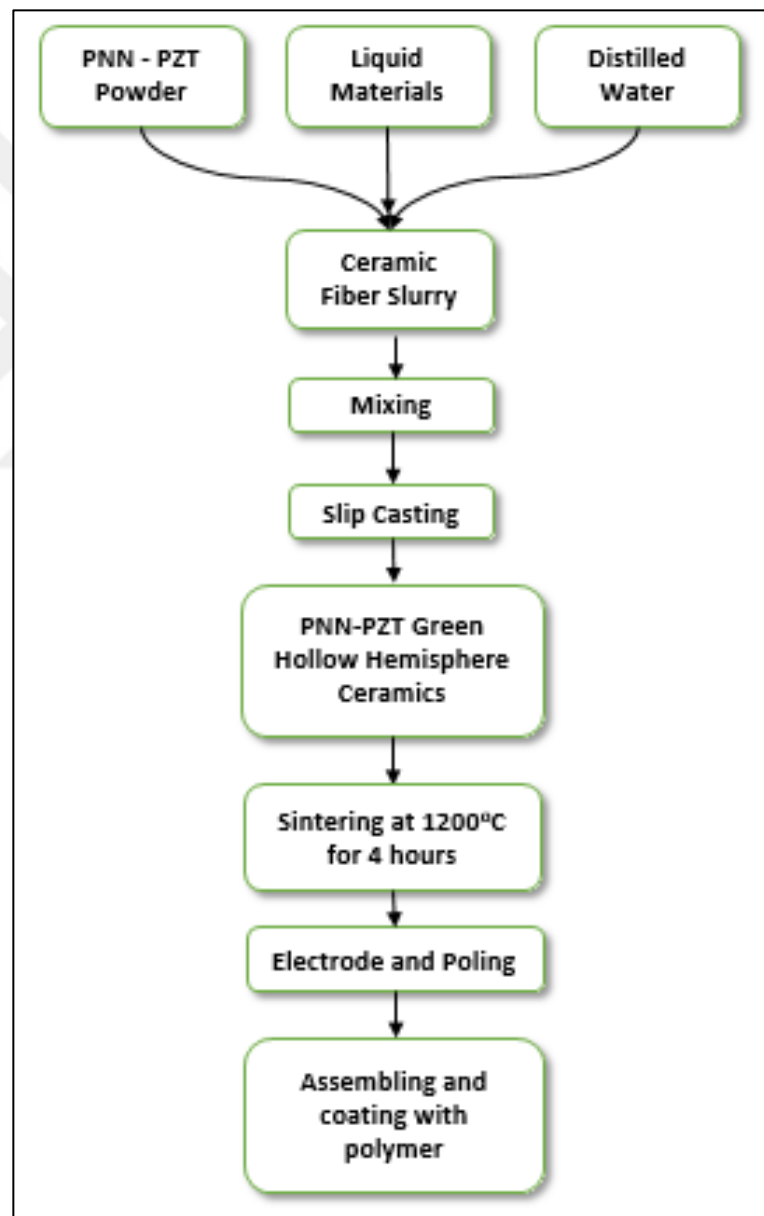 PNN - PZT
Powder
Liquid
Materials
Distilled
Water
Ceramic
Fiber Slurry
Mixing
Slip Casting
PNN-PZT Green
Hollow Hemisphere
Ceramics
Sintering at 1200°C
for 4 hours
Electrode and Poling
Assembling and
coating with
polymer